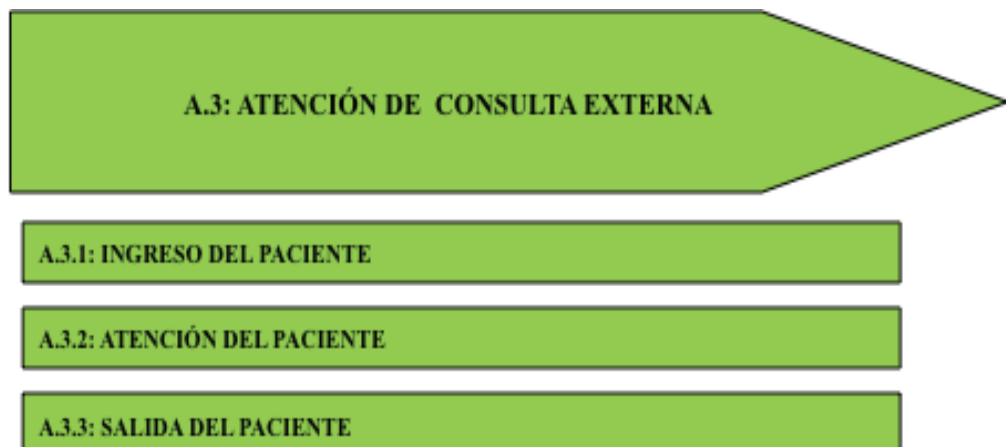 A.3: ATENCIÓN DE CONSULTA EXTERNA
A.3.1: INGRESO DEL PACIENTE
A.3.2: ATENCIÓN DEL PACIENTE
A.3.3: SALIDA DEL PACIENTE